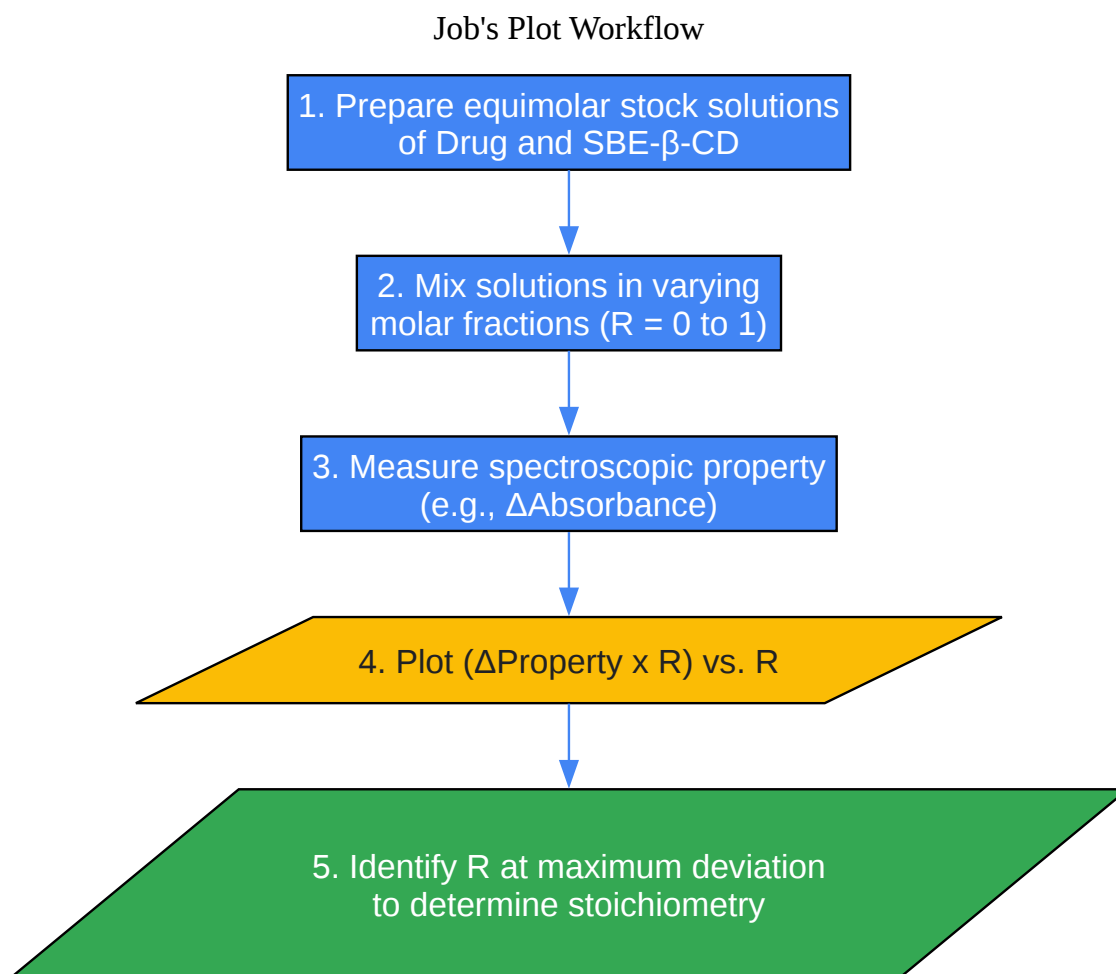 Job's Plot Workflow
1. Prepare equimolar stock solutions
of Drug and SBE-β-CD
2. Mix solutions in varying
molar fractions (R = 0 to 1)
3. Measure spectroscopic property
(e.g., ΔAbsorbance)
4. Plot (ΔProperty x R) vs. R
5. Identify R at maximum deviation
to determine stoichiometry